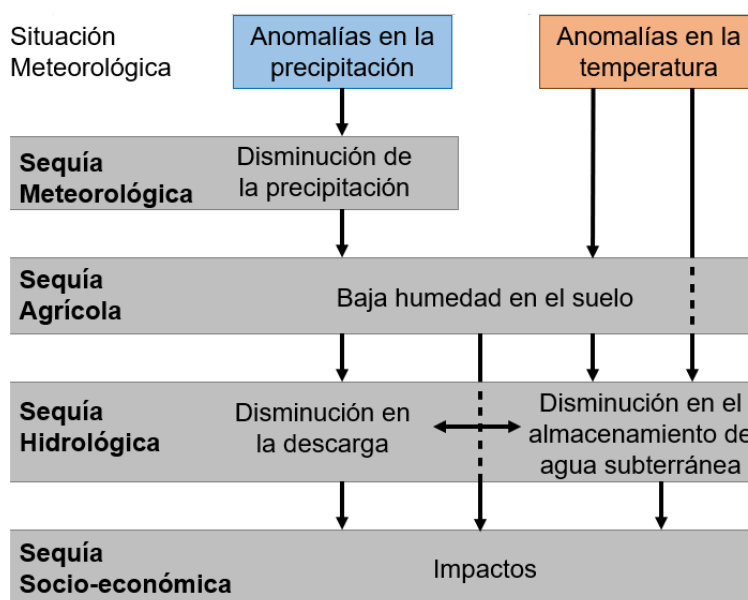 Situación
Meteorológica
Anomalías en la
precipitación
Anomalías en la
temperatura
Sequía
Meteorológica
Disminución de
la precipitación
Sequía
Agrícola
Baja humedad en el suelo
Sequía
Hidrológica
Disminución en
la descarga
Disminución en el
almacenamiento de
agua subterránea
Sequía
Socio-económica
Impactos